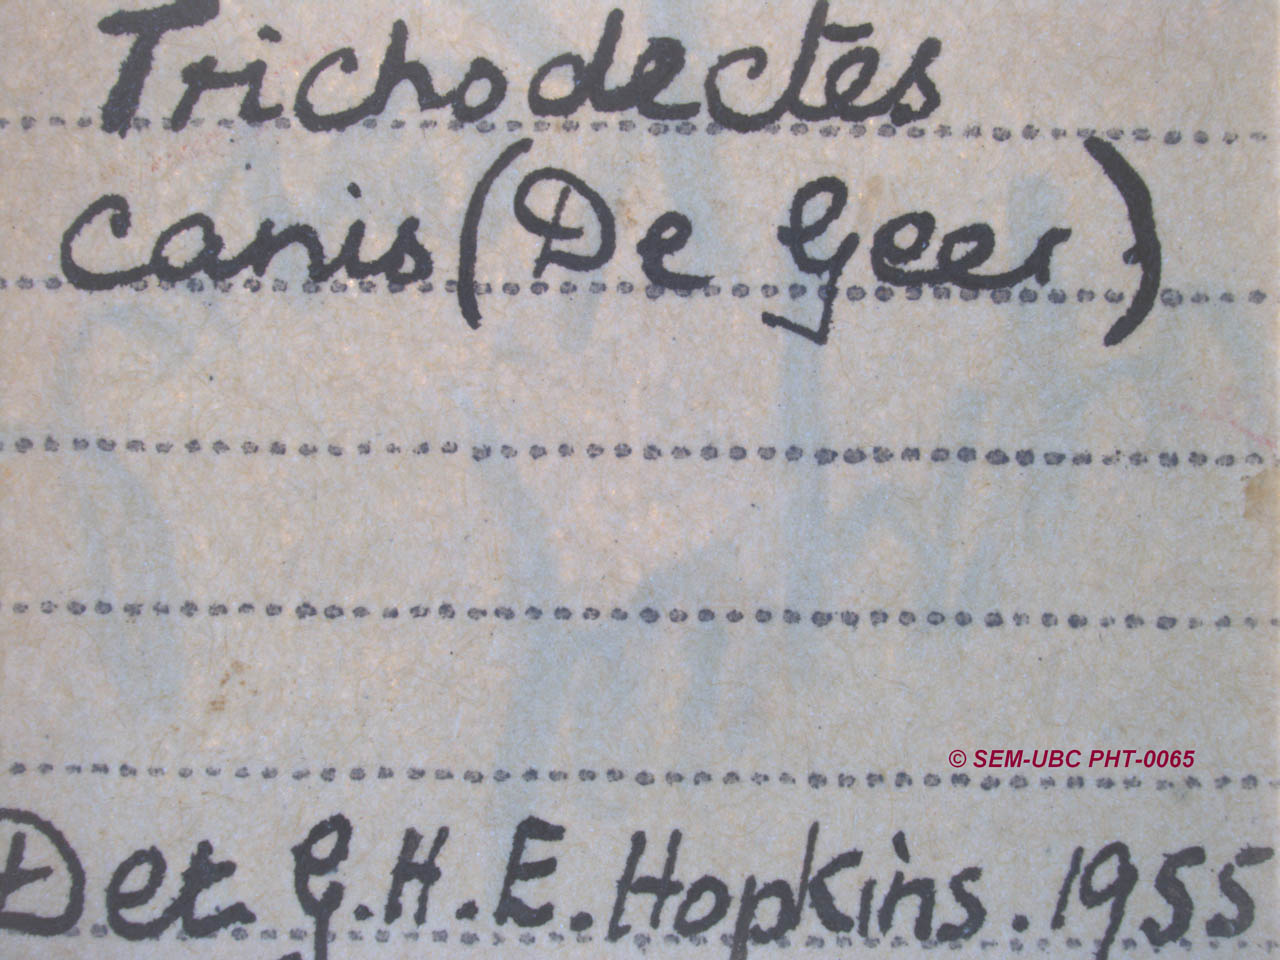 Trichodectes
canis (De Geer)
© SEM-UBC PHT-0065
Det. G.H.E. Hopkins. 1955